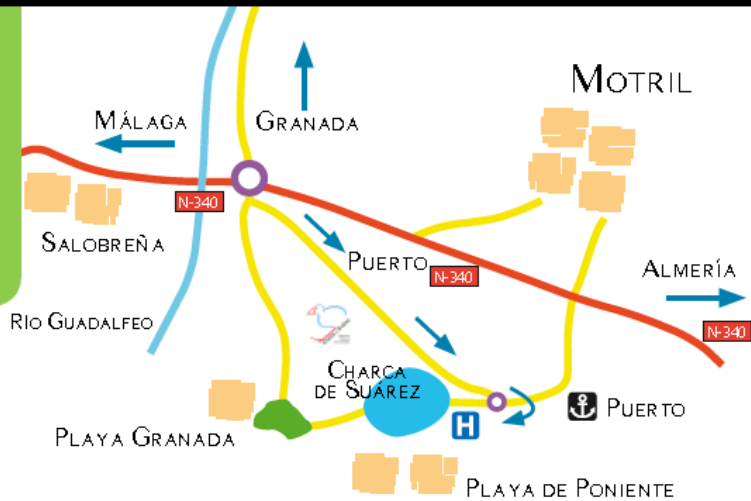 MOTRIL
MÁLAGA
GRANADA
N-340
SALOBREÑA
PUERTO
N-340
ALMERÍA
RIO GUADALFEO
N-340
CHARCA
DE SUÁREZ
H
PUERTO
PLAYA GRANADA
PLAYA DE PONIENTE